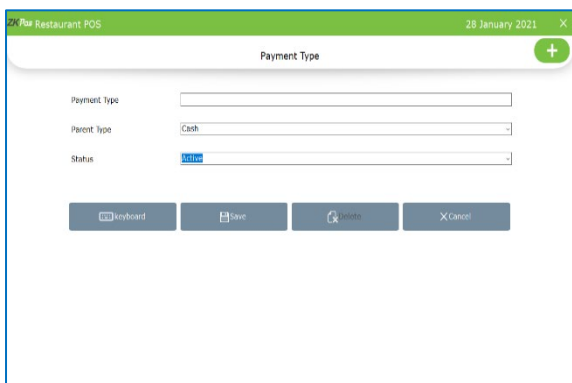 ZKPos Restaurant POS 28 January 2021 X
Payment Type
+
Payment Type
Parent Type Cash
Status Active
keyboard Save Delete Cancel